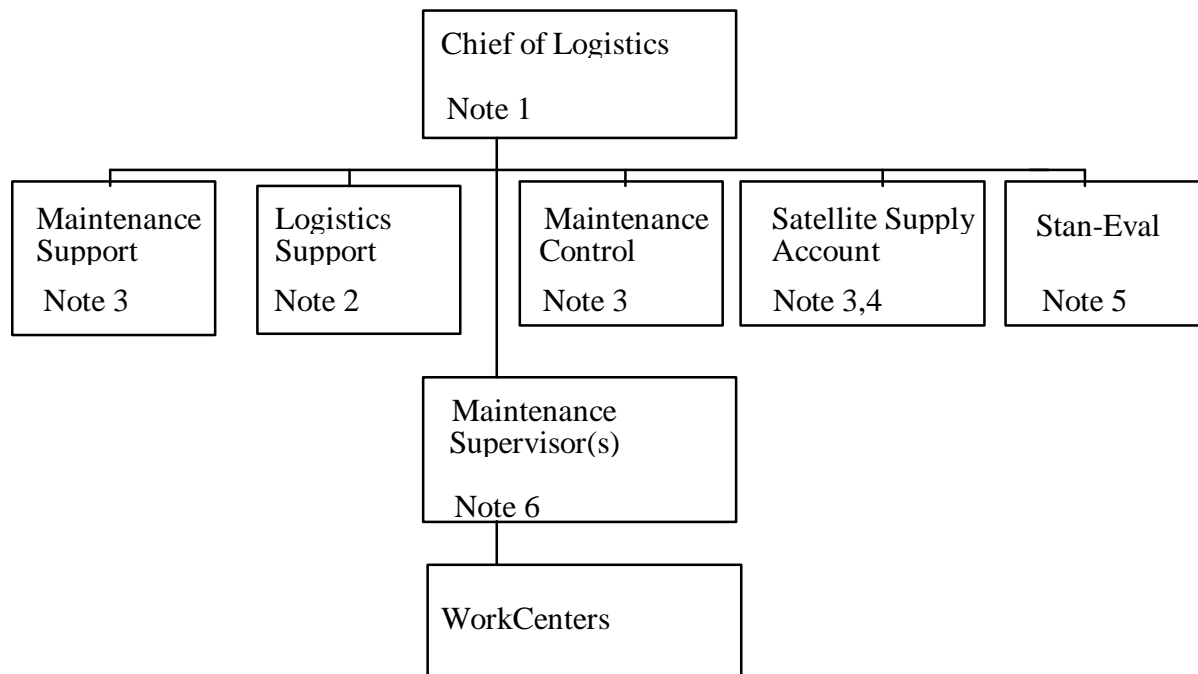 Chief of Logistics
Note 1
Maintenance
Support
Note 3
Logistics
Support
Note 2
Maintenance
Control
Note 3
Satellite Supply
Account
Note 3,4
Stan-Eval
Note 5
Maintenance
Supervisor(s)
Note 6
WorkCenters